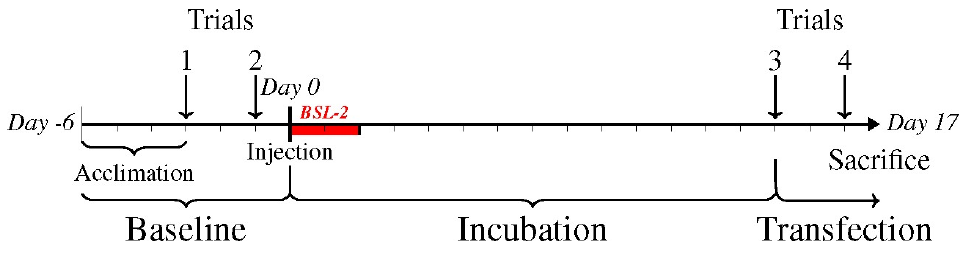 Trials Trials
1 2 3 4
Day 0
Day -6 BSL-2 Day 17
Injection
Acclimation Sacrifice
Baseline Incubation Transfection